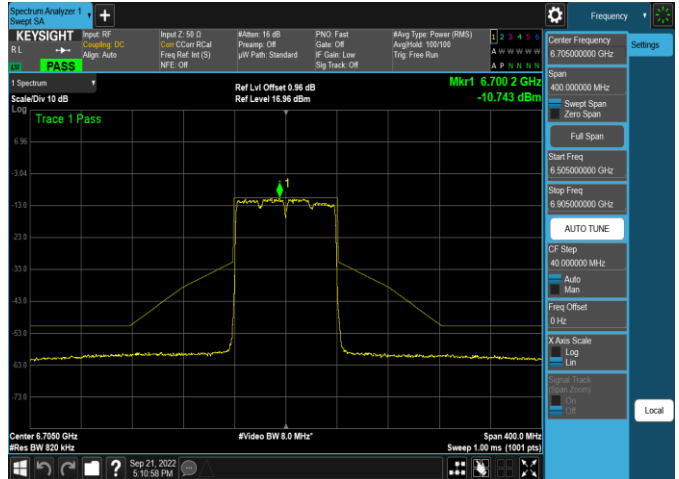 Spectrum Analyzer 1
Swept SA
KEYSIGHT
RL
PASS
Input: RF
Coupling: DC
Align: Auto
Input Z: 50 Ω
Corr CCorr RCal
Freq Ref: Int (S)
NFE: Off
#Atten: 16 dB
Preamp: Off
µW Path: Standard
PNO: Fast
Gate: Off
IF Gain: Low
Sig Track: Off
#Avg Type: Power (RMS)
Avg|Hold: 100/100
Trig: Free Run
1 2 3 4 5 6
A W W W W W
A P N N N N
1 Spectrum
Scale/Div 10 dB
Log
Ref Lvl Offset 0.96 dB
Ref Level 16.96 dBm
Mkr1 6.700 2 GHz
-10.743 dBm
Trace 1 Pass
1
6.96
-3.04
-13.0
-23.0
-33.0
-43.0
-53.0
-63.0
-73.0
Center 6.7050 GHz
#Res BW 820 kHz
#Video BW 8.0 MHz*
Span 400.0 MHz
Sweep 1.00 ms (1001 pts)
Sep 21, 2022
5:10:58 PM
?
Frequency
Settings
Center Frequency
6.705000000 GHz
Span
400.000000 MHz
Swept Span
Zero Span
Full Span
Start Freq
6.505000000 GHz
Stop Freq
6.905000000 GHz
AUTO TUNE
CF Step
40.000000 MHz
Auto
Man
Freq Offset
0 Hz
X Axis Scale
Log
Lin
Signal Track
(Span Zoom)
On
Off
Local